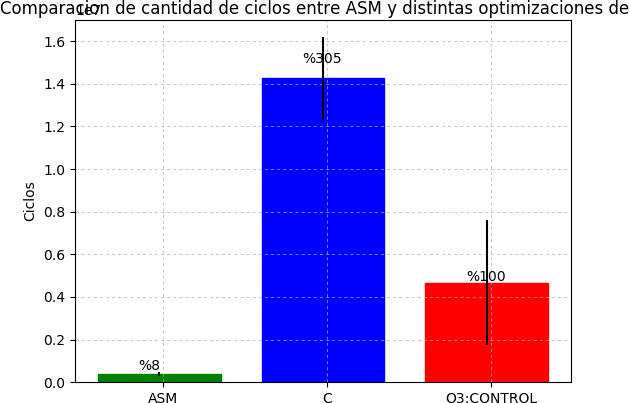 Comparacion de cantidad de ciclos entre ASM y distintas optimizaciones de
1e7
1.6
1.4
1.2
1.0
0.8
0.6
0.4
0.2
0.0
Ciclos
%8
%305
%100
ASM
C
O3:CONTROL